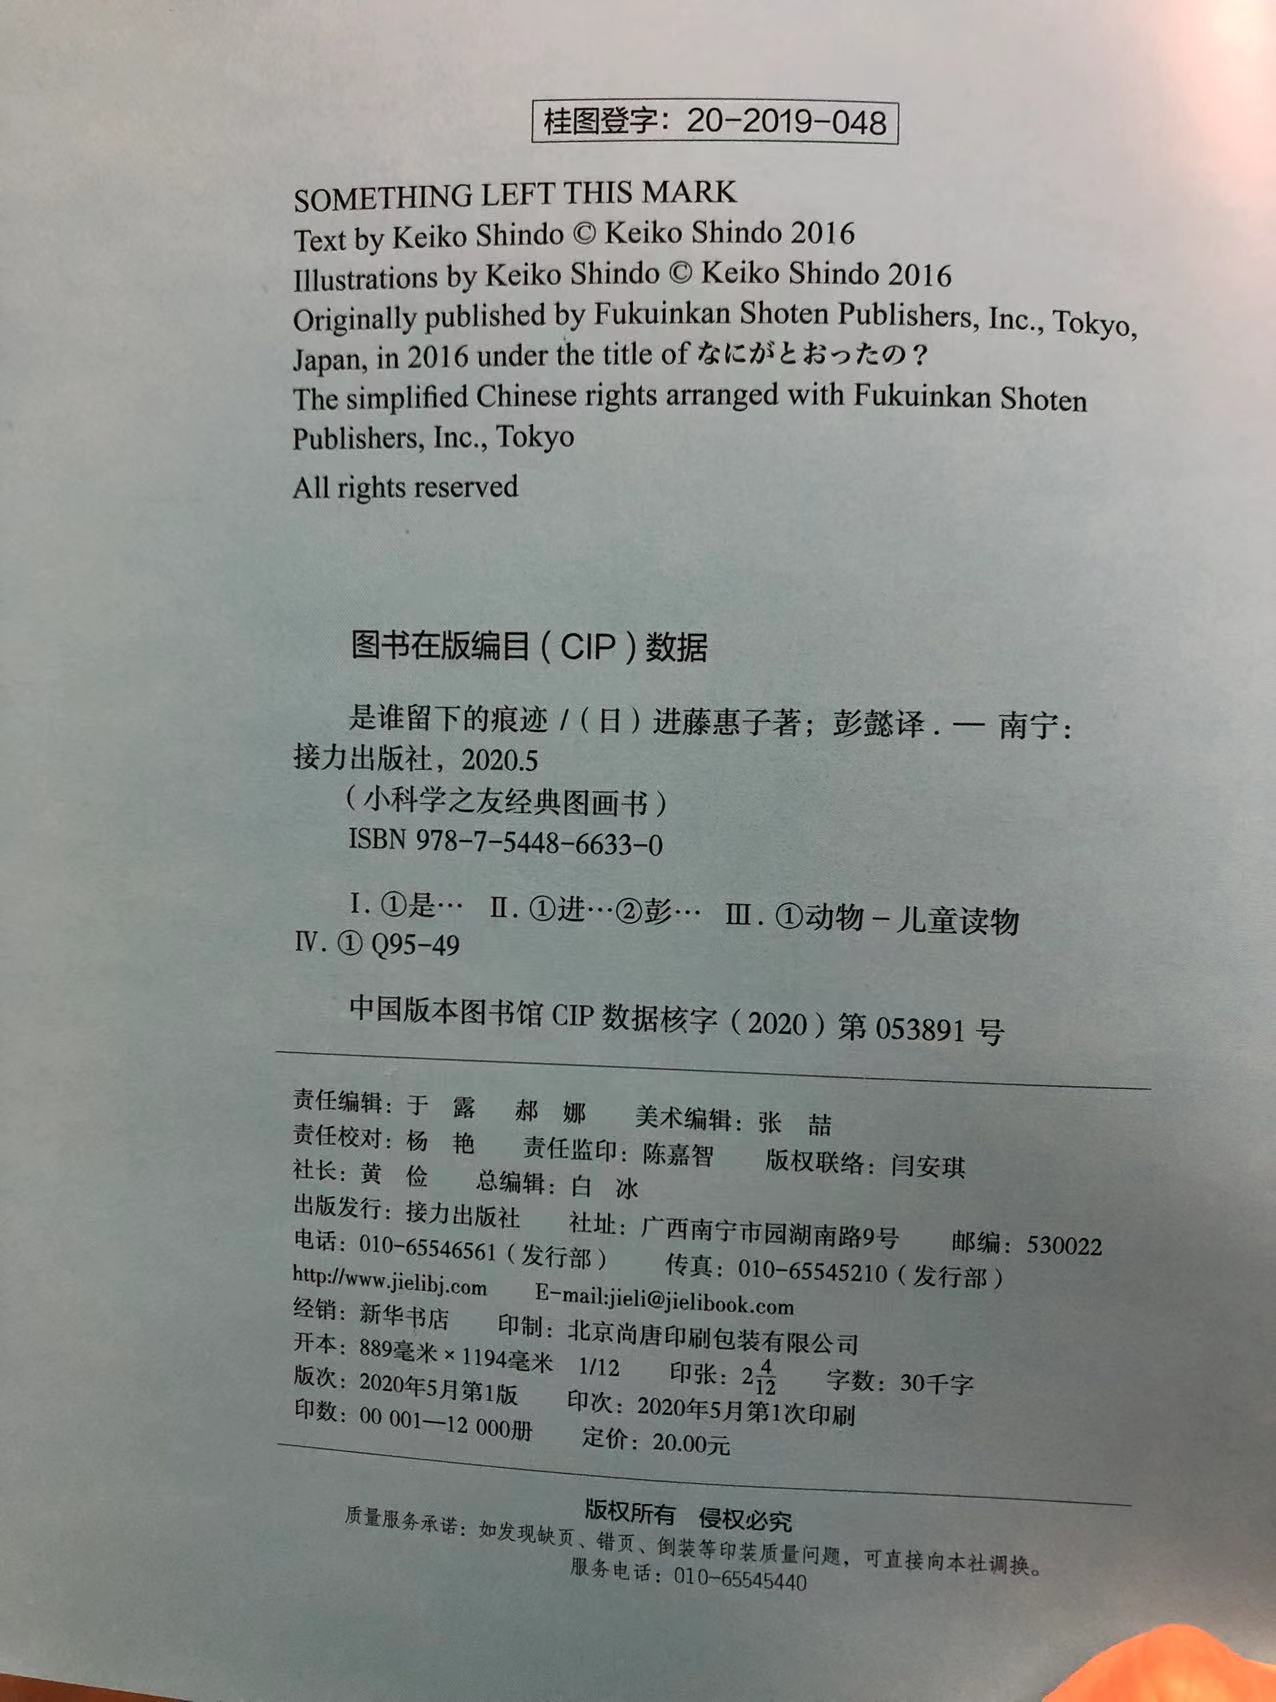 桂图登字：20-2019-048
SOMETHING LEFT THIS MARK
Text by Keiko Shindo © Keiko Shindo 2016
Illustrations by Keiko Shindo © Keiko Shindo 2016
Originally published by Fukuinkan Shoten Publishers, Inc., Tokyo,
Japan, in 2016 under the title of なにがとおったの？
The simplified Chinese rights arranged with Fukuinkan Shoten
Publishers, Inc., Tokyo
All rights reserved
图书在版编目（CIP）数据
是谁留下的痕迹 /（日）进藤惠子著；彭懿译. — 南宁：
接力出版社，2020.5
（小科学之友经典图画书）
ISBN 978-7-5448-6633-0
Ⅰ. ①是… Ⅱ. ①进…②彭… Ⅲ. ①动物－儿童读物
Ⅳ. ① Q95-49
中国版本图书馆 CIP 数据核字（2020）第 053891 号
责任编辑：于　露　郝　娜　美术编辑：张　喆
责任校对：杨　艳　责任监印：陈嘉智　版权联络：闫安琪
社长：黄　俭　总编辑：白　冰
出版发行：接力出版社　社址：广西南宁市园湖南路9号　邮编：530022
电话：010-65546561（发行部）　传真：010-65545210（发行部）
http://www.jielibj.com　E-mail:jieli@jielibook.com
经销：新华书店　印制：北京尚唐印刷包装有限公司
开本：889毫米×1194毫米　1/12　印张：2 4/12　字数：30千字
版次：2020年5月第1版　印次：2020年5月第1次印刷
印数：00 001—12 000册　定价：20.00元
版权所有　侵权必究
质量服务承诺：如发现缺页、错页、倒装等印装质量问题，可直接向本社调换。
服务电话：010-65545440